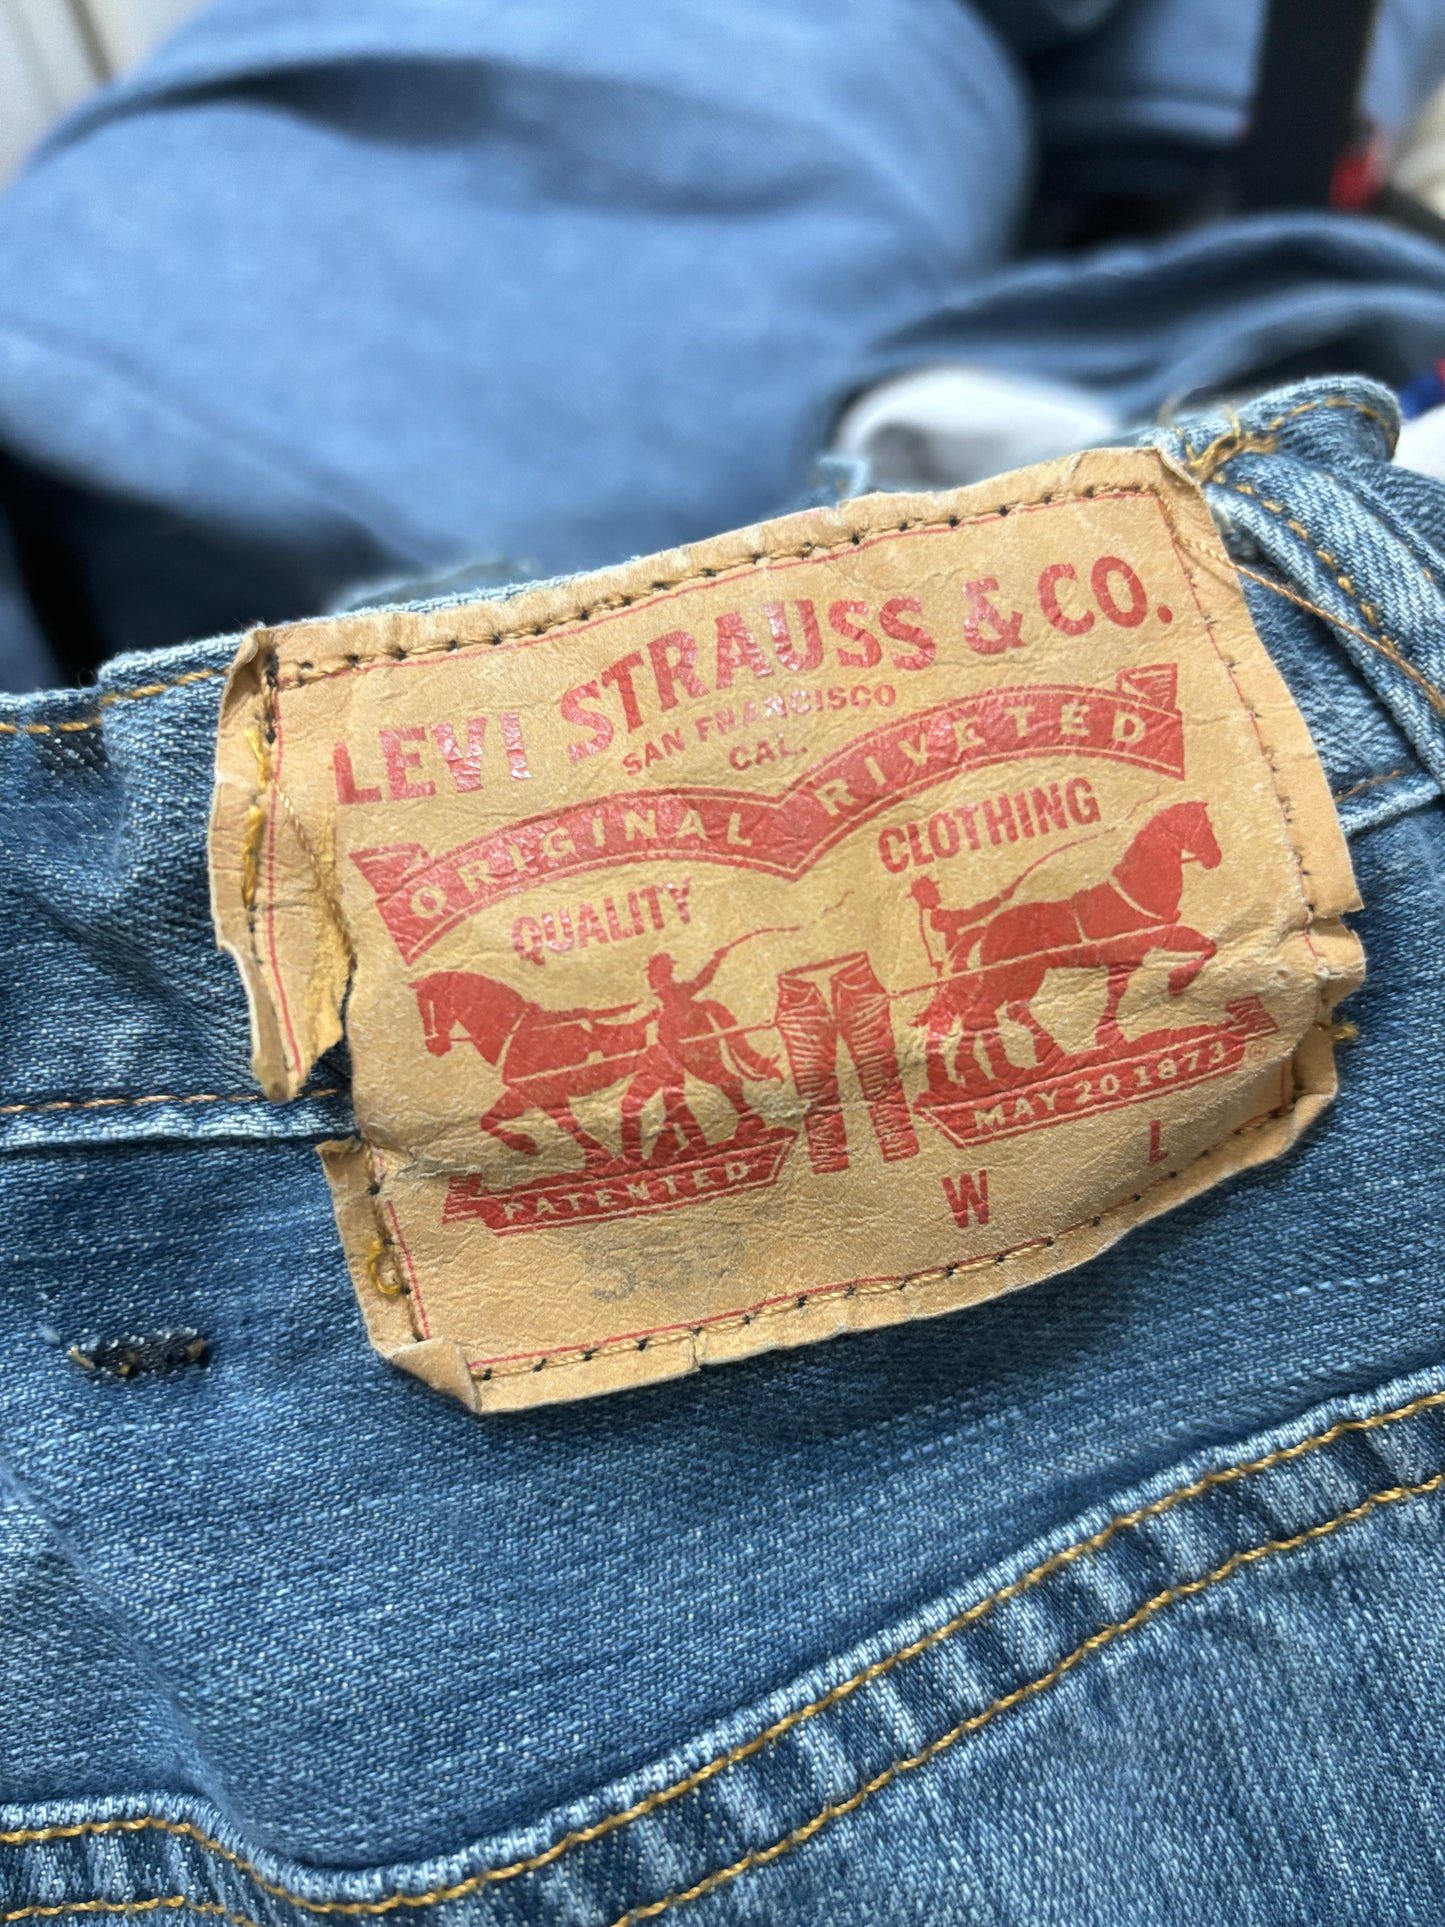 LEVI STRAUSS & CO.
SAN FRANCISCO
CAL.
ORIGINAL RIVETED
QUALITY CLOTHING
PATENTED
MAY 20 1873 ®
W L